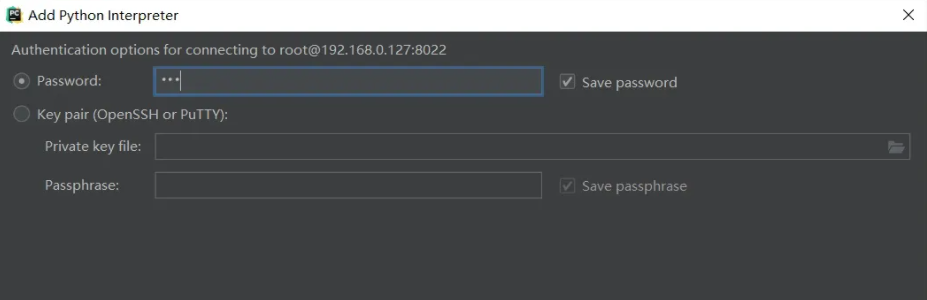 PC Add Python Interpreter
Authentication options for connecting to root@192.168.0.127:8022
Password: ••• Save password
Key pair (OpenSSH or PuTTY):
Private key file:
Passphrase: Save passphrase